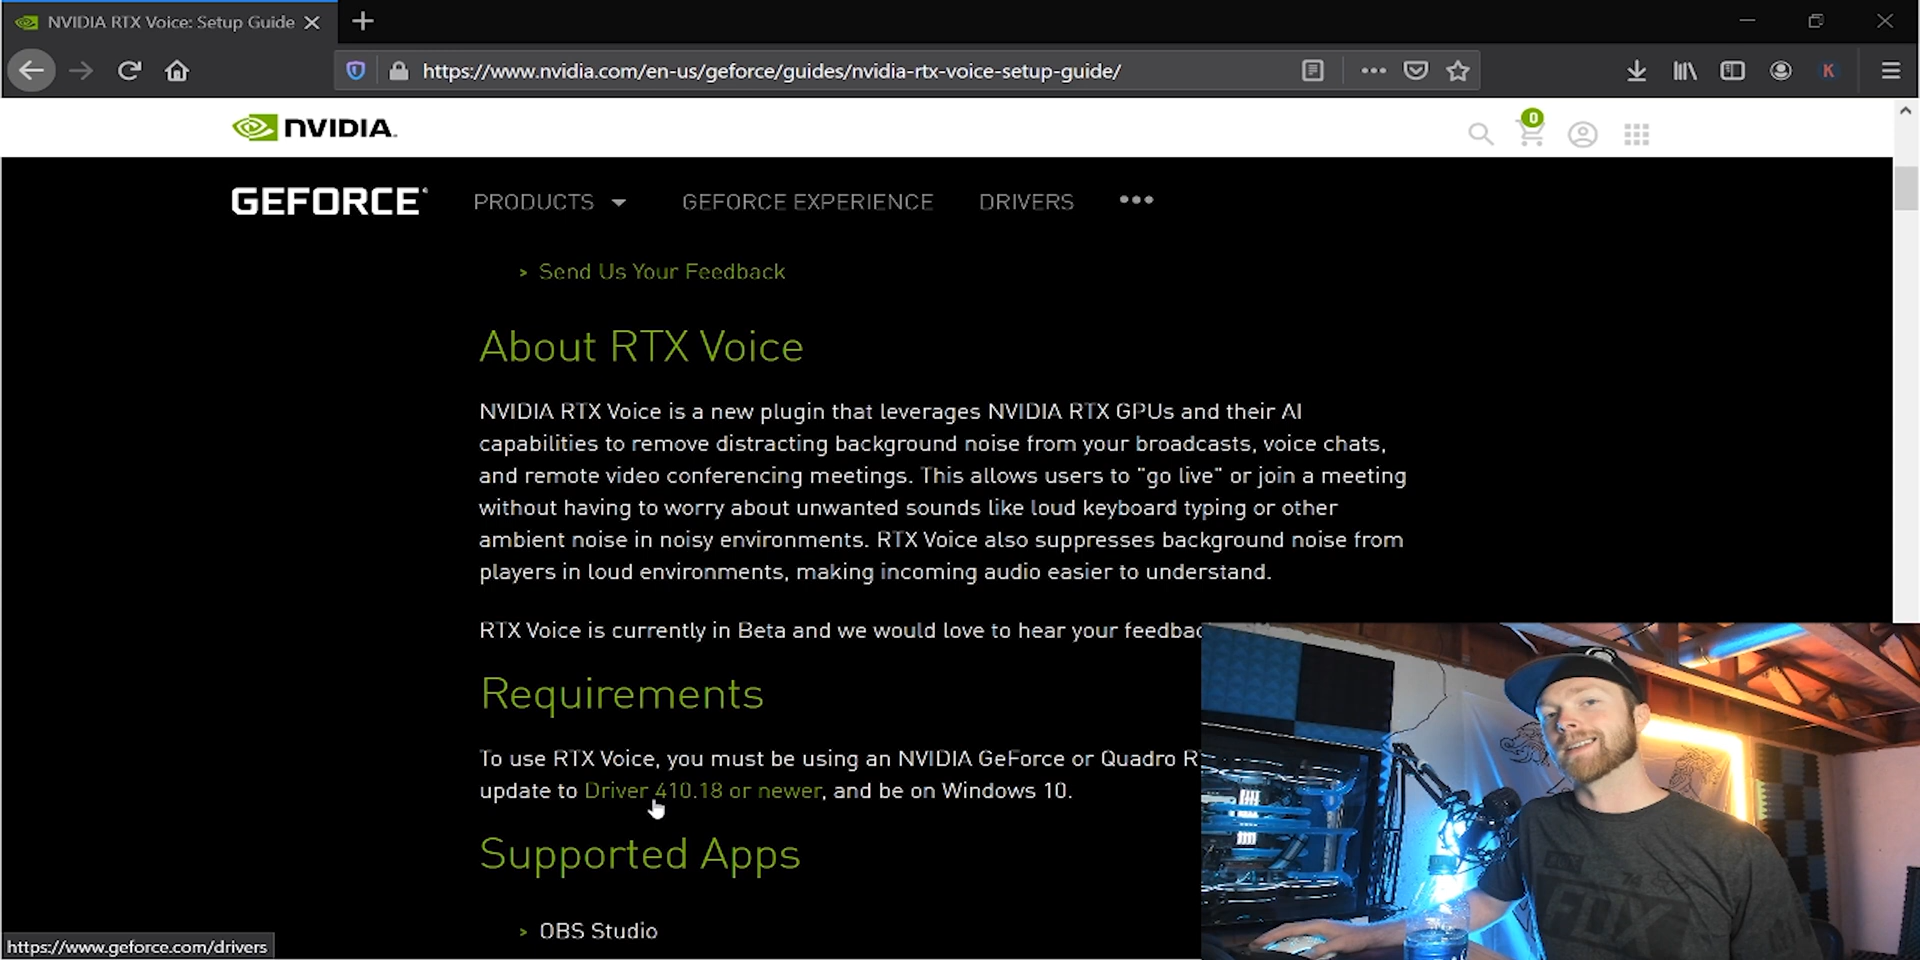 NVIDIA RTX Voice: Setup Guide
https://www.nvidia.com/en-us/geforce/guides/nvidia-rtx-voice-setup-guide/
K
NVIDIA.
0
GEFORCE
PRODUCTS
GEFORCE EXPERIENCE
DRIVERS
> Send Us Your Feedback
About RTX Voice
NVIDIA RTX Voice is a new plugin that leverages NVIDIA RTX GPUs and their AI
capabilities to remove distracting background noise from your broadcasts, voice chats,
and remote video conferencing meetings. This allows users to "go live" or join a meeting
without having to worry about unwanted sounds like loud keyboard typing or other
ambient noise in noisy environments. RTX Voice also suppresses background noise from
players in loud environments, making incoming audio easier to understand.
RTX Voice is currently in Beta and we would love to hear your feedbac
Requirements
To use RTX Voice, you must be using an NVIDIA GeForce or Quadro R
update to Driver 410.18 or newer, and be on Windows 10.
Supported Apps
> OBS Studio
https://www.geforce.com/drivers
FOX